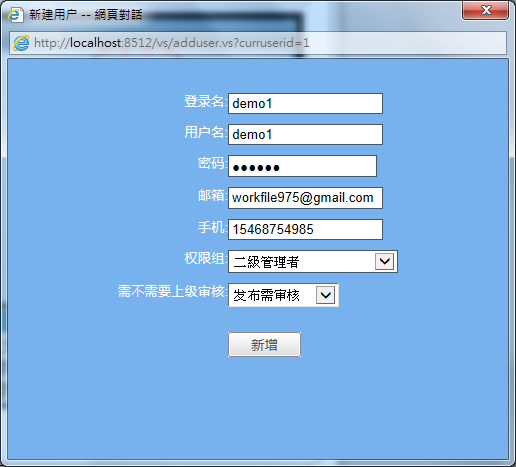 新建用户 -- 網頁對話
http://localhost:8512/vs/adduser.vs?curruserid=1
登录名: demo1
用户名: demo1
密码: ●●●●●●
邮箱: workfile975@gmail.com
手机: 15468754985
权限组: 二級管理者
需不需要上级审核: 发布需审核
新增